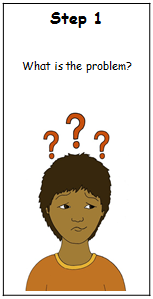 Step 1
What is the problem?
? ? ?